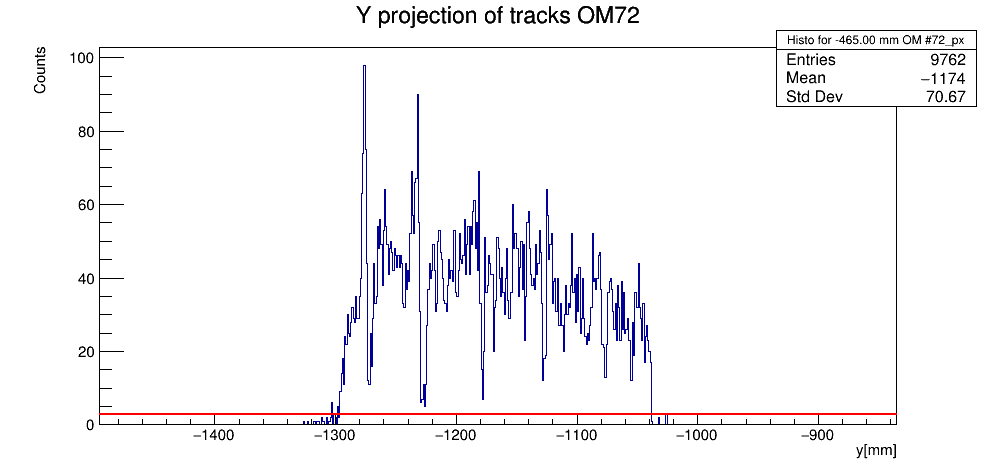 Y projection of tracks OM72
Histo for -465.00 mm OM #72_px
Entries 9762
Mean −1174
Std Dev 70.67
Counts
100
80
60
40
20
0
−1400 −1300 −1200 −1100 −1000 −900
y[mm]